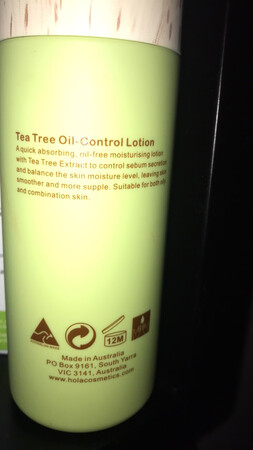 Tea Tree Oil-Control Lotion
A quick absorbing, oil-free moisturising lotion
with Tea Tree Extract to control sebum secretion
and balance the skin moisture level, leaving skin
smoother and more supple. Suitable for both oily
and combination skin.
12M
Made in Australia
PO Box 9161, South Yarra
VIC 3141, Australia
www.holacosmetics.com